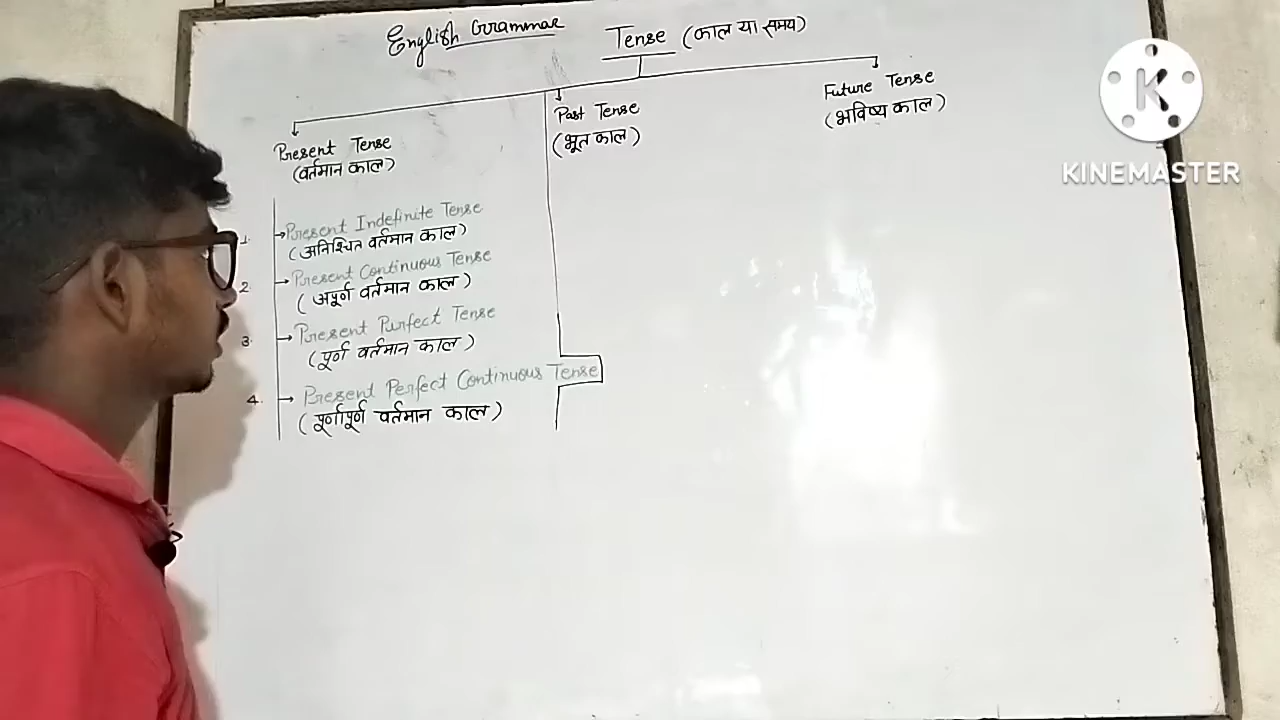 English Grammar
Tense (काल या समय)
Present Tense
(वर्तमान काल)
Past Tense
(भूत काल)
Future Tense
(भविष्य काल)
1. Present Indefinite Tense
(अनिश्चित वर्तमान काल)
2. Present Continuous Tense
(अपूर्ण वर्तमान काल)
3. Present Perfect Tense
(पूर्ण वर्तमान काल)
4. Present Perfect Continuous Tense
(पूर्णापूर्ण वर्तमान काल)
K
KINEMASTER